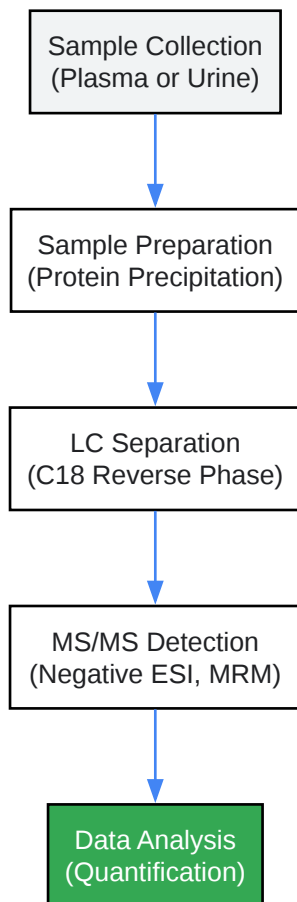 Sample Collection
(Plasma or Urine)
Sample Preparation
(Protein Precipitation)
LC Separation
(C18 Reverse Phase)
MS/MS Detection
(Negative ESI, MRM)
Data Analysis
(Quantification)